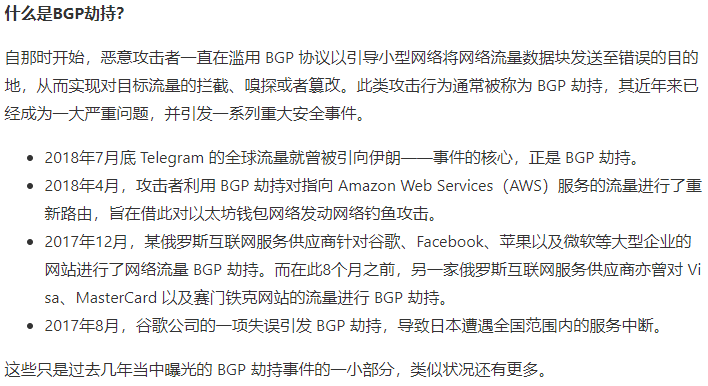 什么是BGP劫持？
自那时开始，恶意攻击者一直在滥用 BGP 协议以引导小型网络将网络流量数据块发送至错误的目的
地，从而实现对目标流量的拦截、嗅探或者篡改。此类攻击行为通常被称为 BGP 劫持，其近年来已
经成为一大严重问题，并引发一系列重大安全事件。
• 2018年7月底 Telegram 的全球流量就曾被引向伊朗——事件的核心，正是 BGP 劫持。
• 2018年4月，攻击者利用 BGP 劫持对指向 Amazon Web Services（AWS）服务的流量进行了重
新路由，旨在借此对以太坊钱包网络发动网络钓鱼攻击。
• 2017年12月，某俄罗斯互联网服务供应商针对谷歌、Facebook、苹果以及微软等大型企业的
网站进行了网络流量 BGP 劫持。而在此8个月之前，另一家俄罗斯互联网服务供应商亦曾对 Vi
sa、MasterCard 以及赛门铁克网站的流量进行 BGP 劫持。
• 2017年8月，谷歌公司的一项失误引发 BGP 劫持，导致日本遭遇全国范围内的服务中断。
这些只是过去几年当中曝光的 BGP 劫持事件的一小部分，类似状况还有更多。